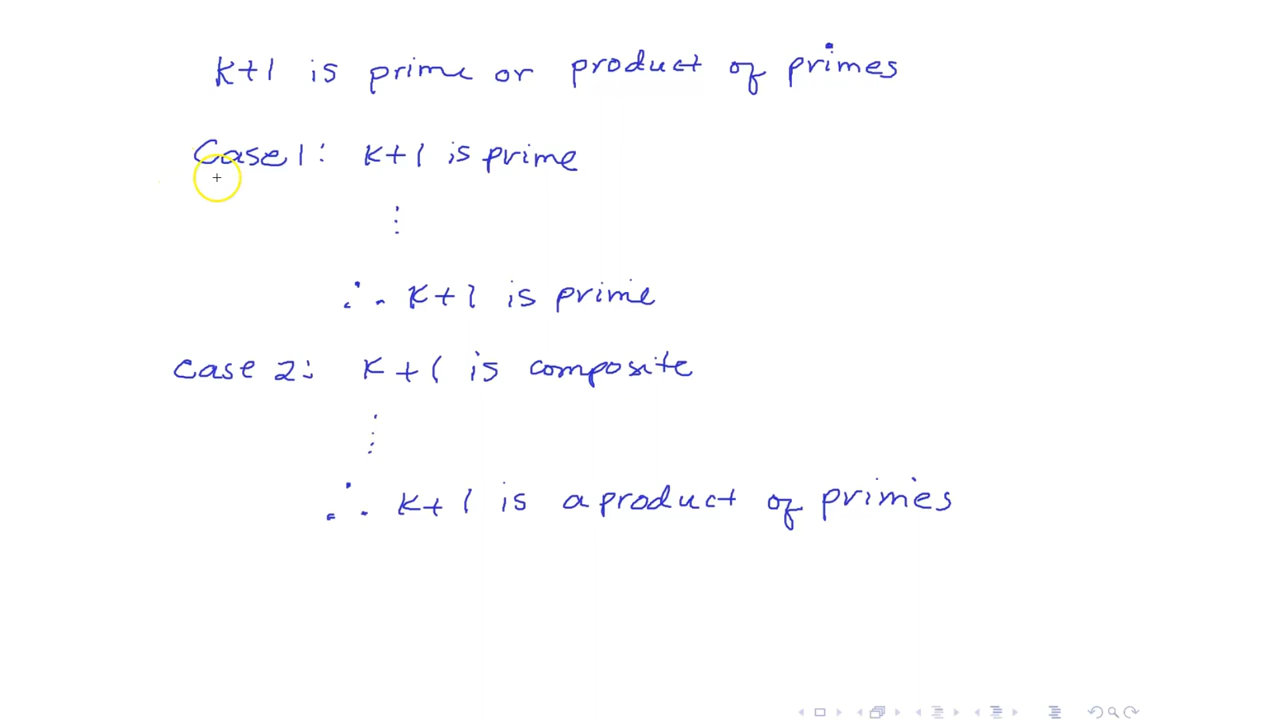 k+1 is prime or product of primes
Case 1: k+1 is prime
⋮
∴ k+1 is prime
Case 2: k+1 is composite
⋮
∴ k+1 is a product of primes